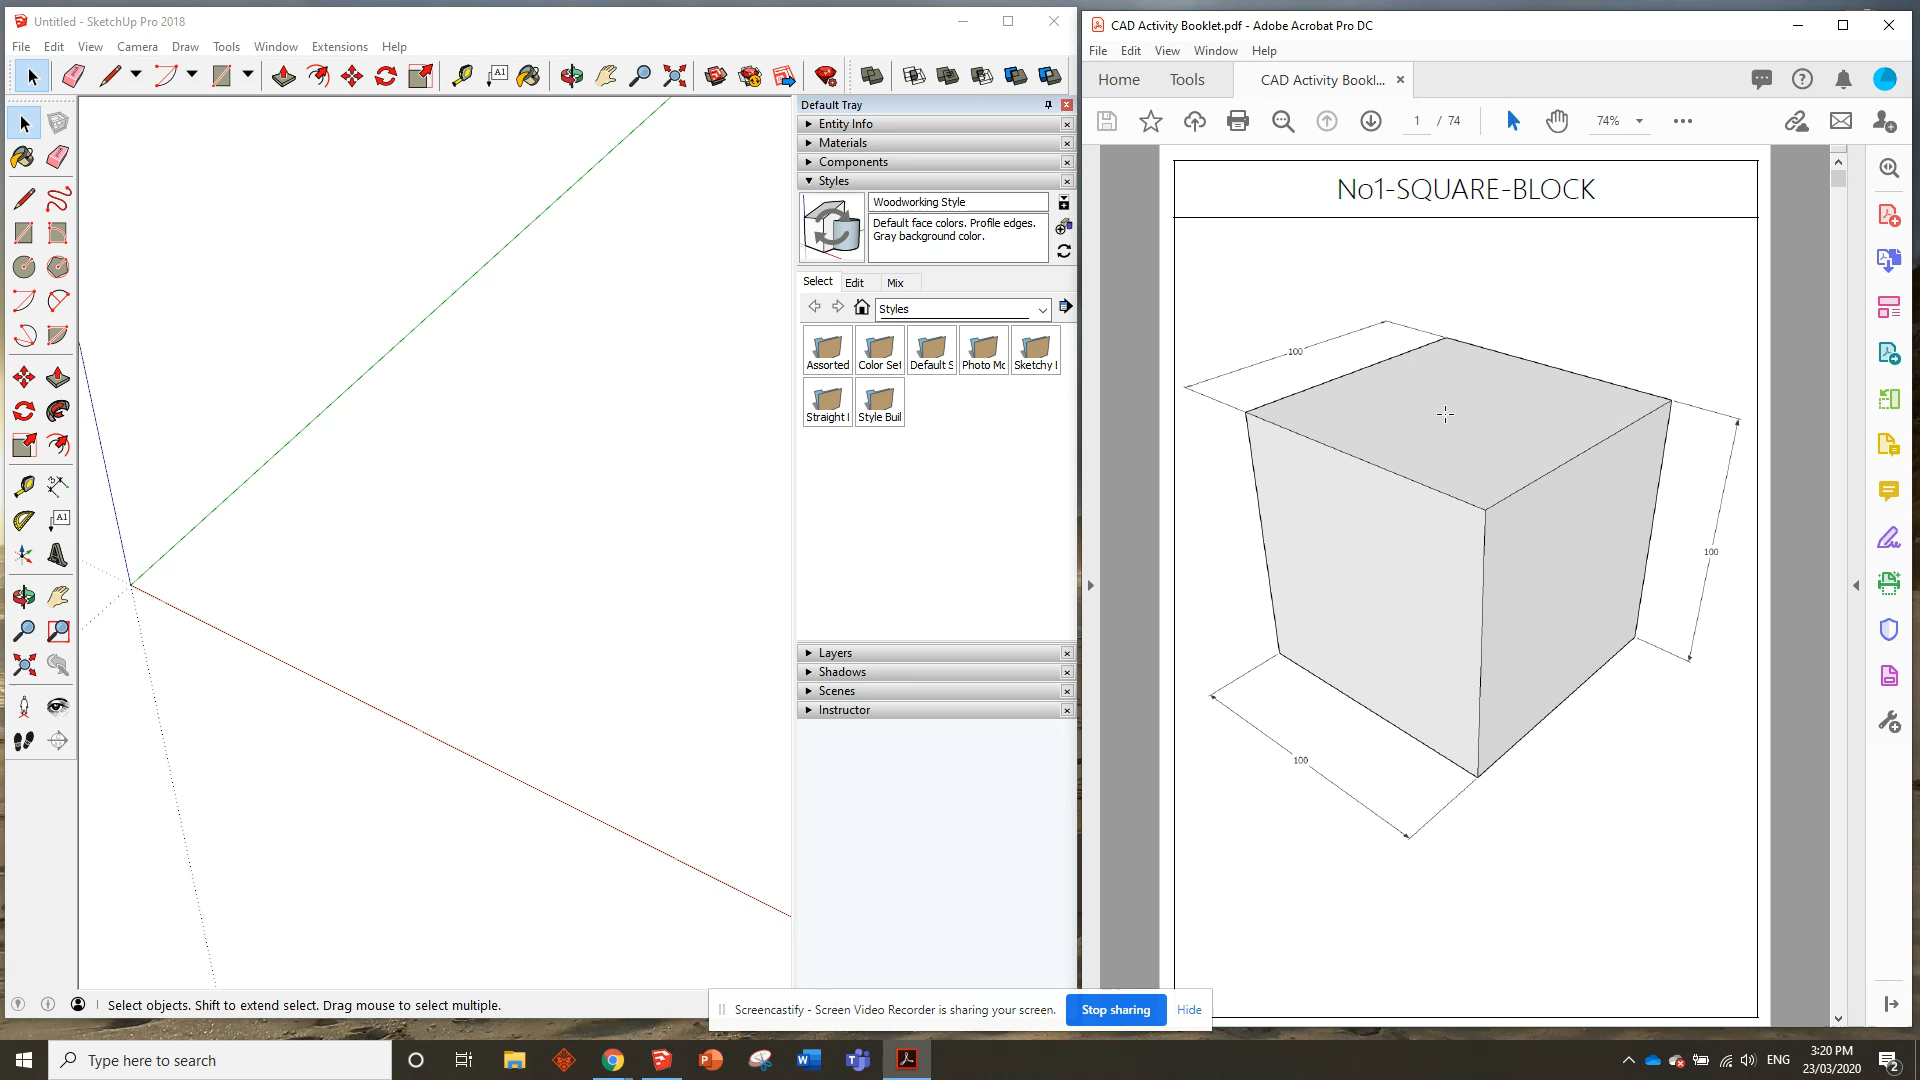 Untitled - SketchUp Pro 2018
File Edit View Camera Draw Tools Window Extensions Help
Default Tray
Entity Info
Materials
Components
Styles
Woodworking Style
Default face colors. Profile edges.
Gray background color.
Select Edit Mix
Styles
Assorted Color Set Default S Photo Mc Sketchy I
Straight I Style Buil
Layers
Shadows
Scenes
Instructor
Select objects. Shift to extend select. Drag mouse to select multiple.
CAD Activity Booklet.pdf - Adobe Acrobat Pro DC
File Edit View Window Help
Home Tools CAD Activity Bookl...
1 / 74 74%
No1-SQUARE-BLOCK
100
100
100
Screencastify - Screen Video Recorder is sharing your screen. Stop sharing Hide
Type here to search
ENG
3:20 PM
23/03/2020
2